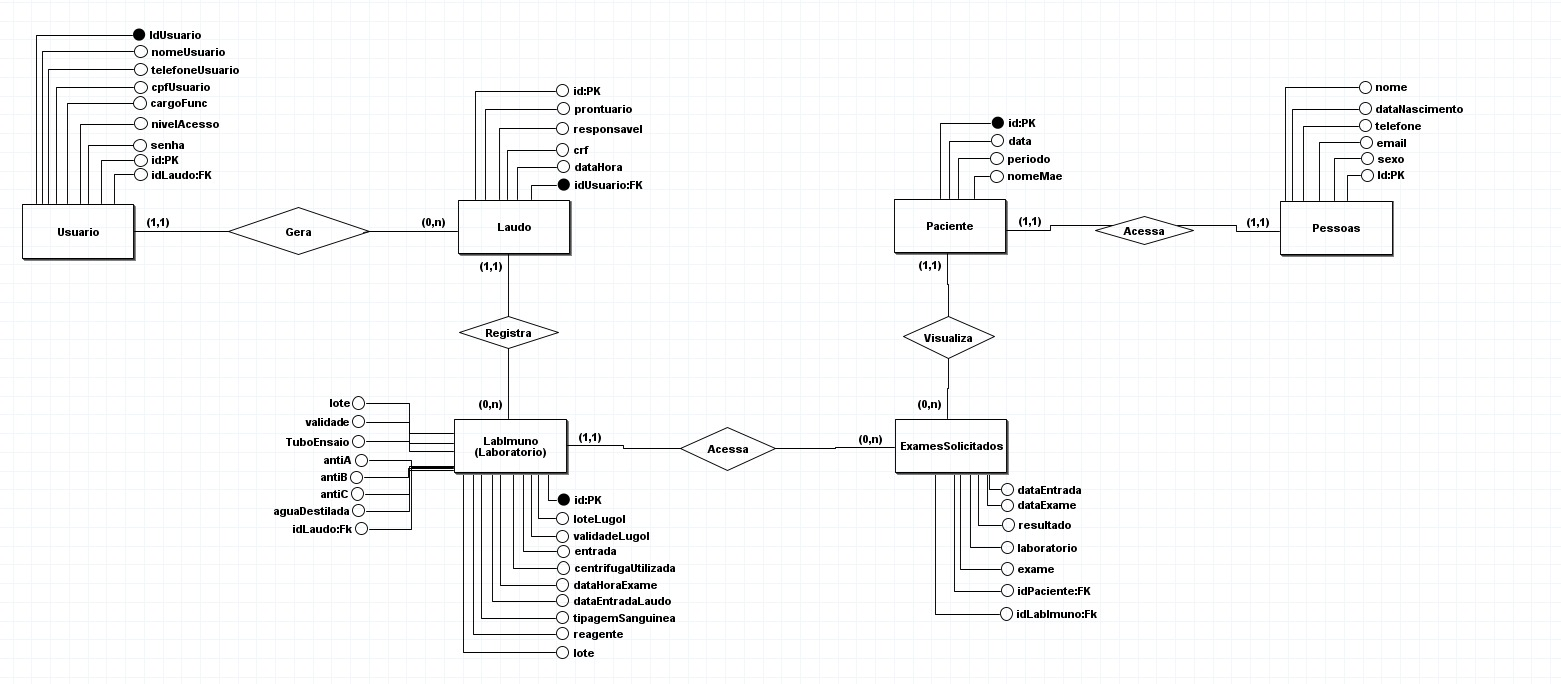 IdUsuario
nomeUsuario
telefoneUsuario
cpfUsuario
cargoFunc
nivelAcesso
senha
id:PK
idLaudo:FK
Usuario
(1,1)
Gera
(0,n)
id:PK
prontuario
responsavel
crf
dataHora
idUsuario:FK
Laudo
(1,1)
Registra
(0,n)
id:PK
data
periodo
nomeMae
Paciente
(1,1)
Acessa
(1,1)
nome
dataNascimento
telefone
email
sexo
Id:PK
Pessoas
(1,1)
Visualiza
(0,n)
lote
validade
TuboEnsaio
antiA
antiB
antiC
aguaDestilada
idLaudo:Fk
LabImuno
(Laboratorio)
(1,1)
Acessa
(0,n)
ExamesSolicitados
id:PK
loteLugol
validadeLugol
entrada
centrifugaUtilizada
dataHoraExame
dataEntradaLaudo
tipagemSanguinea
reagente
lote
dataEntrada
dataExame
resultado
laboratorio
exame
idPaciente:FK
idLabImuno:Fk